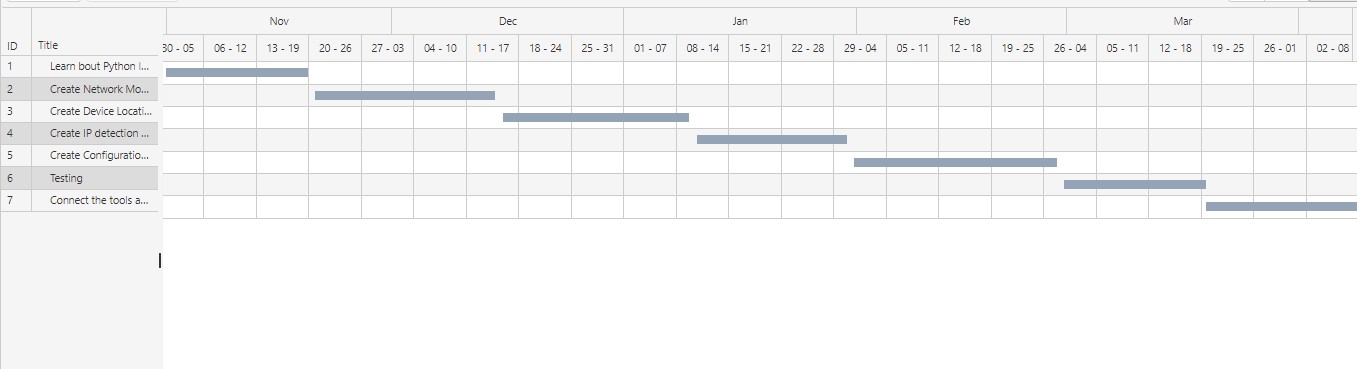 Nov Dec Jan Feb Mar
ID Title 30 - 05 06 - 12 13 - 19 20 - 26 27 - 03 04 - 10 11 - 17 18 - 24 25 - 31 01 - 07 08 - 14 15 - 21 22 - 28 29 - 04 05 - 11 12 - 18 19 - 25 26 - 04 05 - 11 12 - 18 19 - 25 26 - 01 02 - 08
1 Learn bout Python l...
2 Create Network Mo...
3 Create Device Locati...
4 Create IP detection ...
5 Create Configuratio...
6 Testing
7 Connect the tools a...